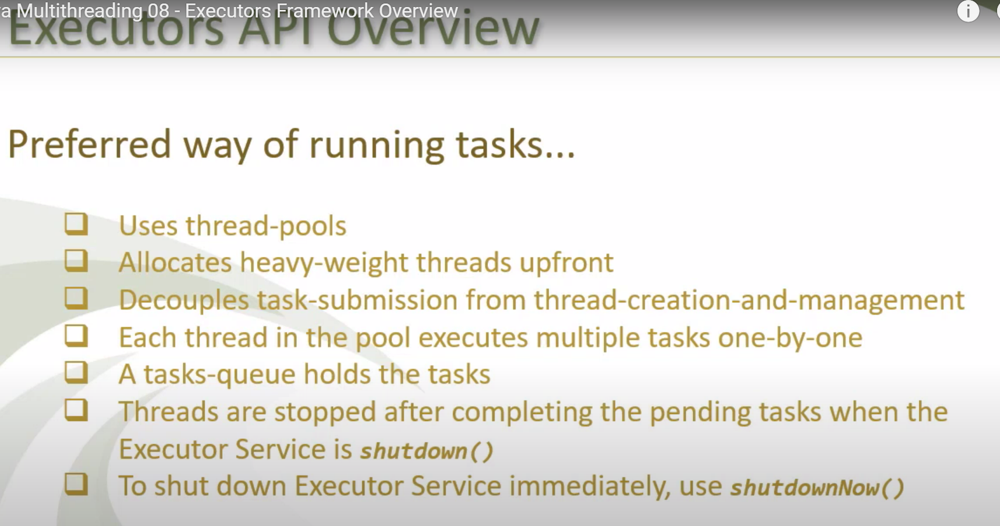 a Multithreading 08 - Executors Framework Overview
Executors API Overview
Preferred way of running tasks...
Uses thread-pools
Allocates heavy-weight threads upfront
Decouples task-submission from thread-creation-and-management
Each thread in the pool executes multiple tasks one-by-one
A tasks-queue holds the tasks
Threads are stopped after completing the pending tasks when the
Executor Service is shutdown()
To shut down Executor Service immediately, use shutdownNow()